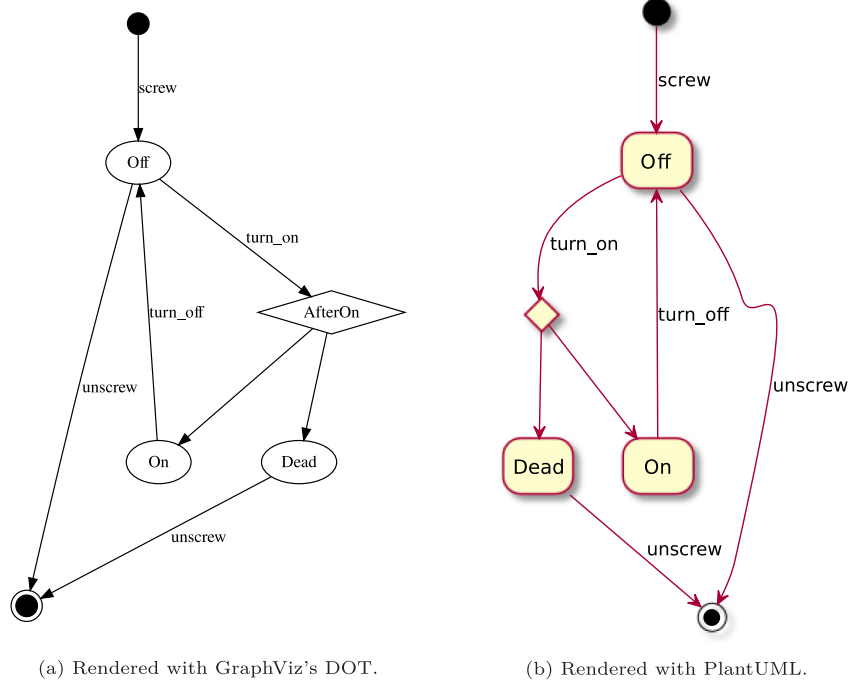 screw
Off
turn_on
AfterOn
turn_off
unscrew
On
Dead
unscrew
(a) Rendered with GraphViz's DOT.
screw
Off
turn_on
turn_off
unscrew
Dead
On
unscrew
(b) Rendered with PlantUML.